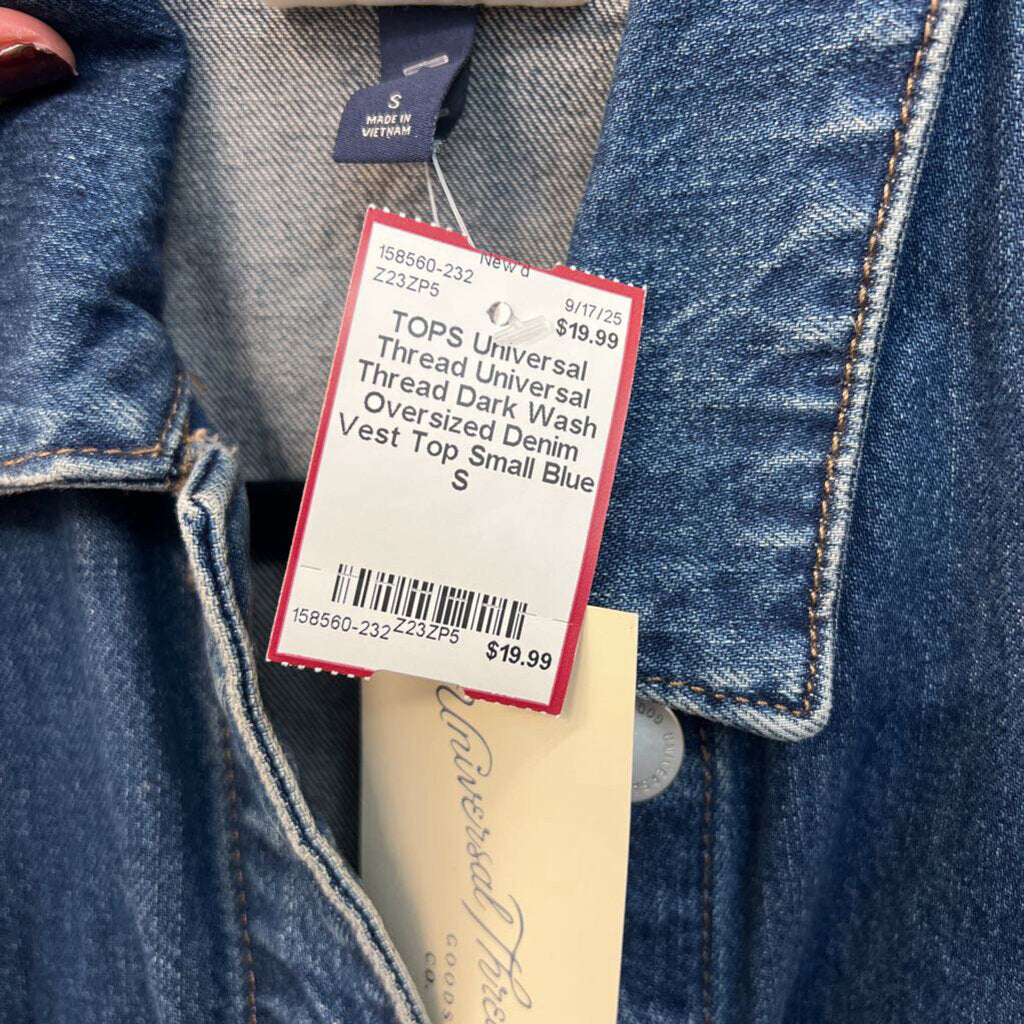 S
MADE IN
VIETNAM
158560-232
New'd
Z23ZP5
9/17/25
$19.99
TOPS Universal
Thread Universal
Thread Dark Wash
Oversized Denim
Vest Top Small Blue
S
158560-232 Z23ZP5
$19.99
Universal Thre
GOODS
CO.